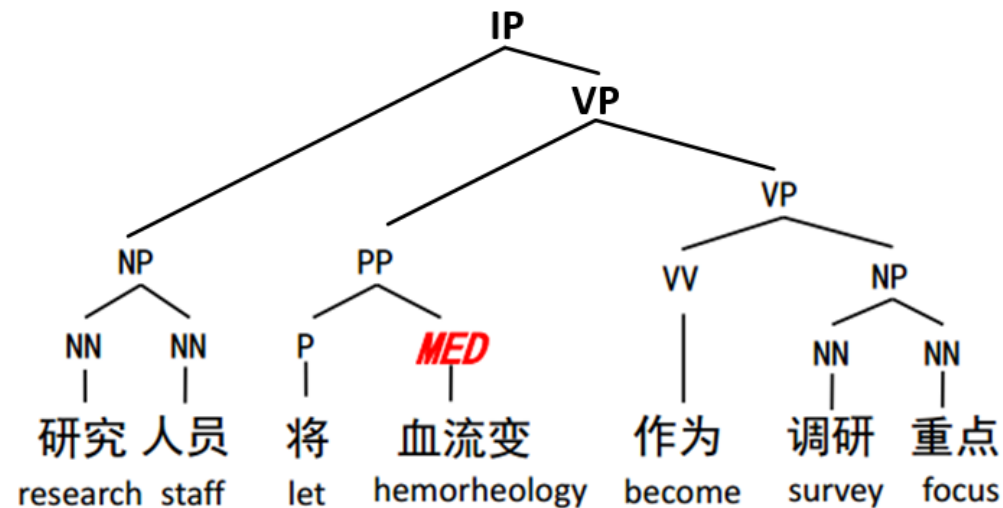 IP
VP
VP
NP PP VV NP
NN NN P MED NN NN
研究 人员 将 血流变 作为 调研 重点
research staff let hemorheology become survey focus